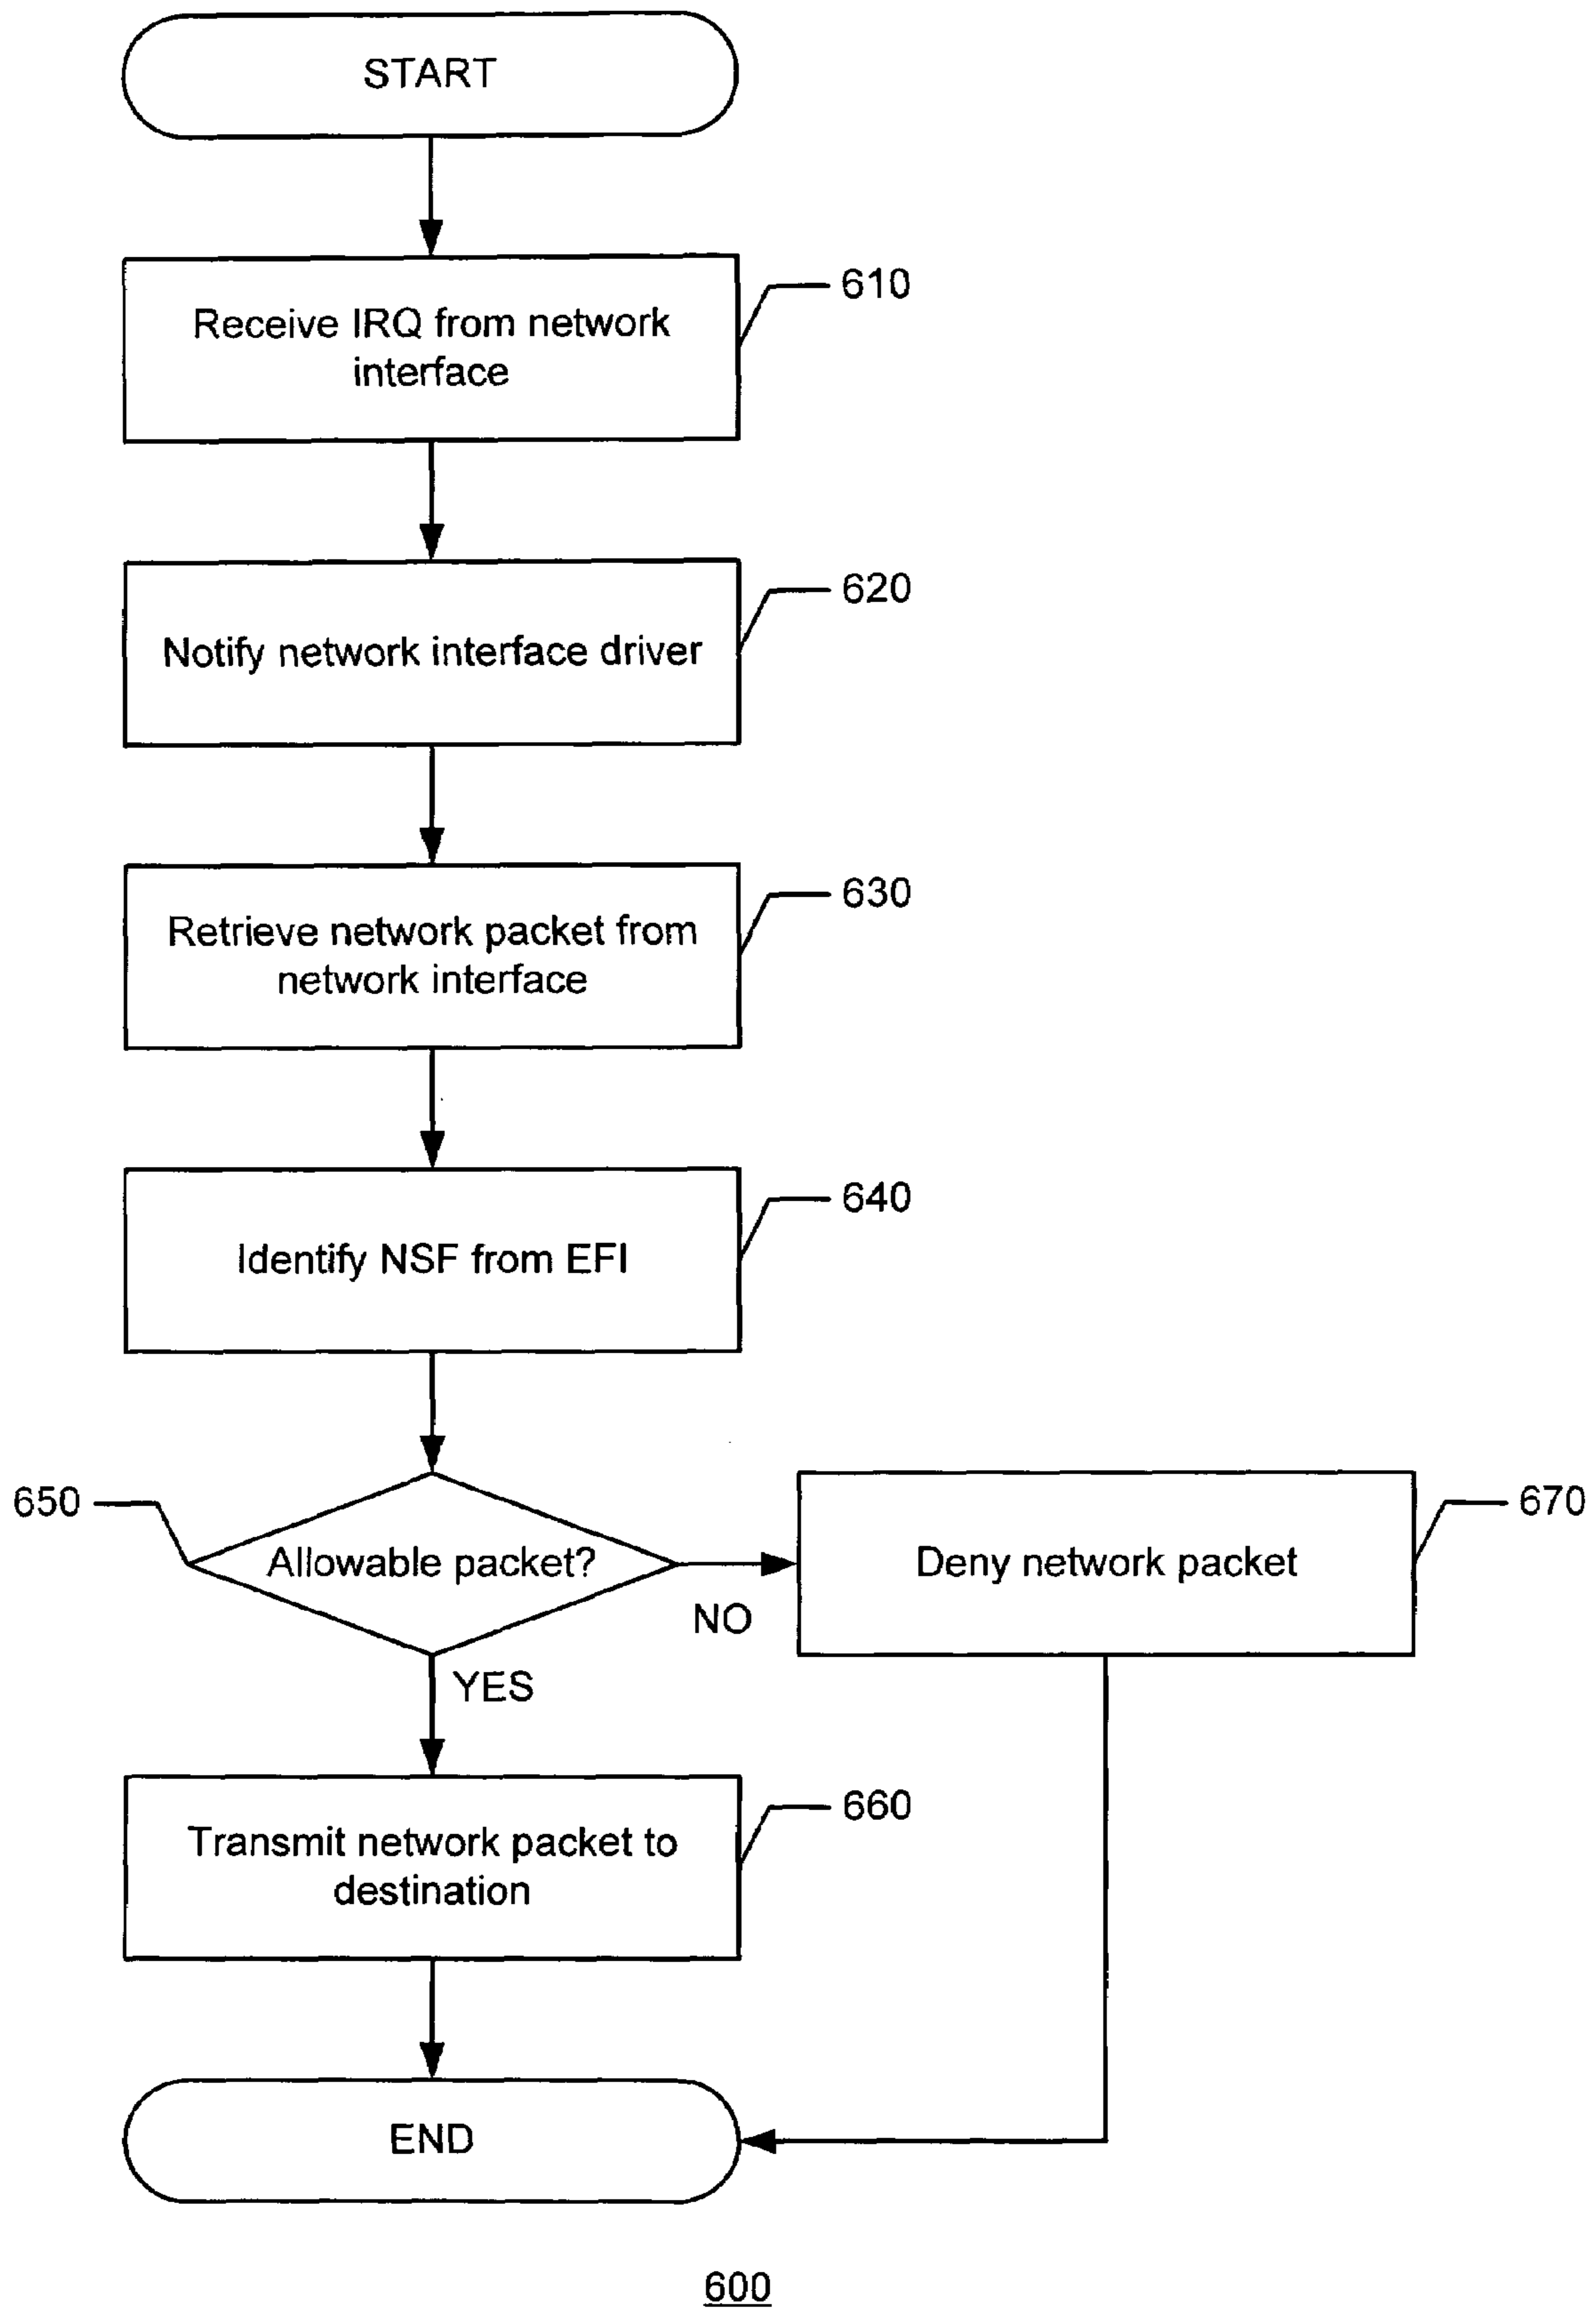 START
610
Receive IRQ from network
interface
620
Notify network interface driver
630
Retrieve network packet from
network interface
640
Identify NSF from EFI
650
Allowable packet?
670
Deny network packet
NO
YES
660
Transmit network packet to
destination
END
600